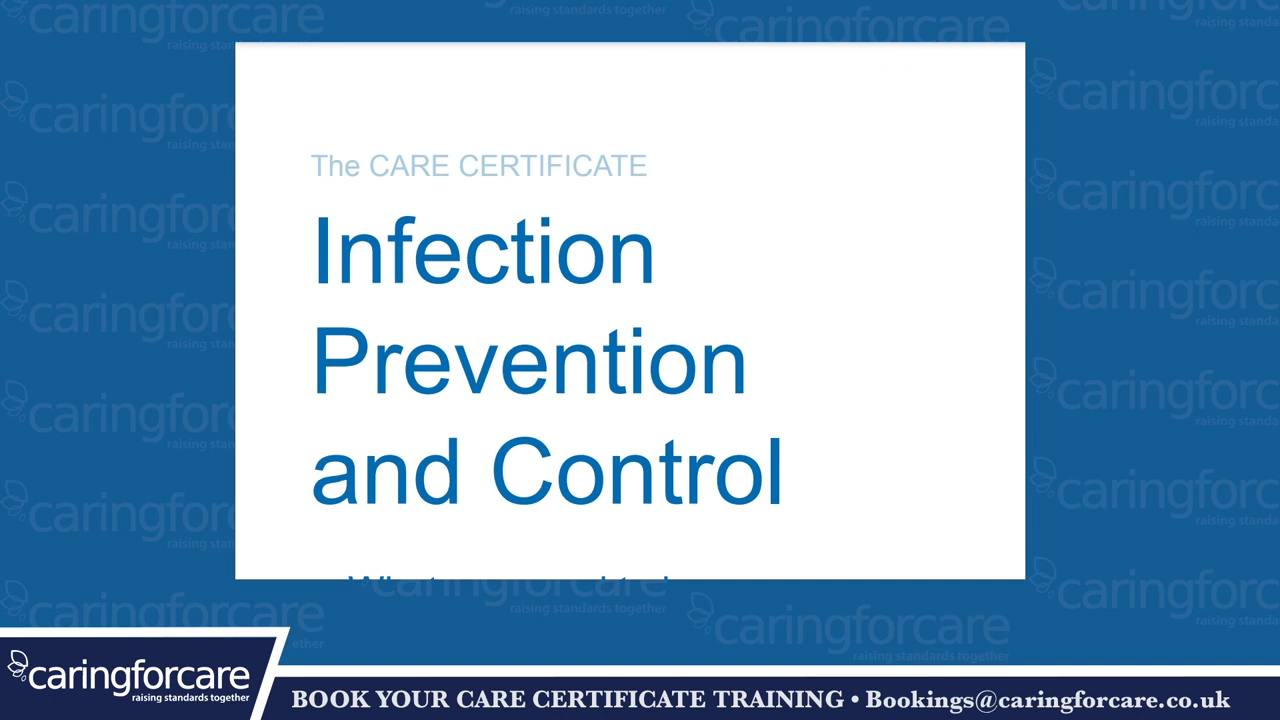 The CARE CERTIFICATE
Infection
Prevention
and Control
caringforcare
raising standards together
BOOK YOUR CARE CERTIFICATE TRAINING • Bookings@caringforcare.co.uk